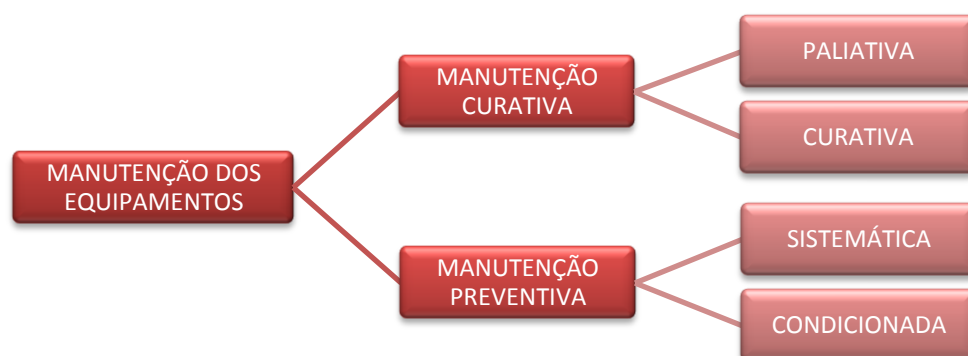 MANUTENÇÃO DOS
EQUIPAMENTOS
MANUTENÇÃO
CURATIVA
PALIATIVA
CURATIVA
MANUTENÇÃO
PREVENTIVA
SISTEMÁTICA
CONDICIONADA